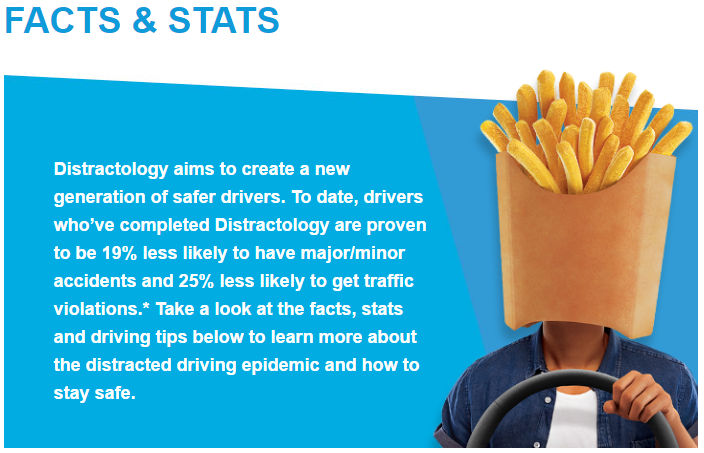 FACTS & STATS
Distractology aims to create a new
generation of safer drivers. To date, drivers
who’ve completed Distractology are proven
to be 19% less likely to have major/minor
accidents and 25% less likely to get traffic
violations.* Take a look at the facts, stats
and driving tips below to learn more about
the distracted driving epidemic and how to
stay safe.